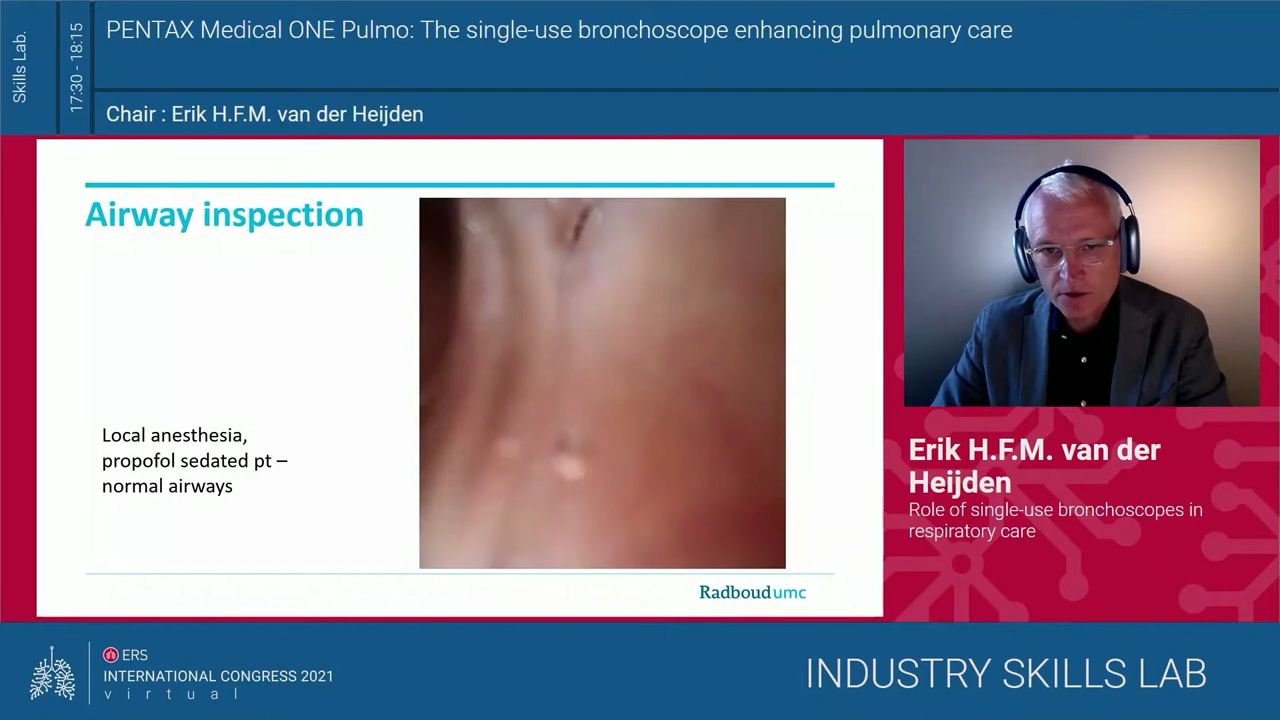 Skills Lab.
17:30 - 18:15
PENTAX Medical ONE Pulmo: The single-use bronchoscope enhancing pulmonary care
Chair : Erik H.F.M. van der Heijden
Airway inspection
Local anesthesia,
propofol sedated pt –
normal airways
Radboudumc
Erik H.F.M. van der
Heijden
Role of single-use bronchoscopes in
respiratory care
ERS
INTERNATIONAL CONGRESS 2021
virtual
INDUSTRY SKILLS LAB